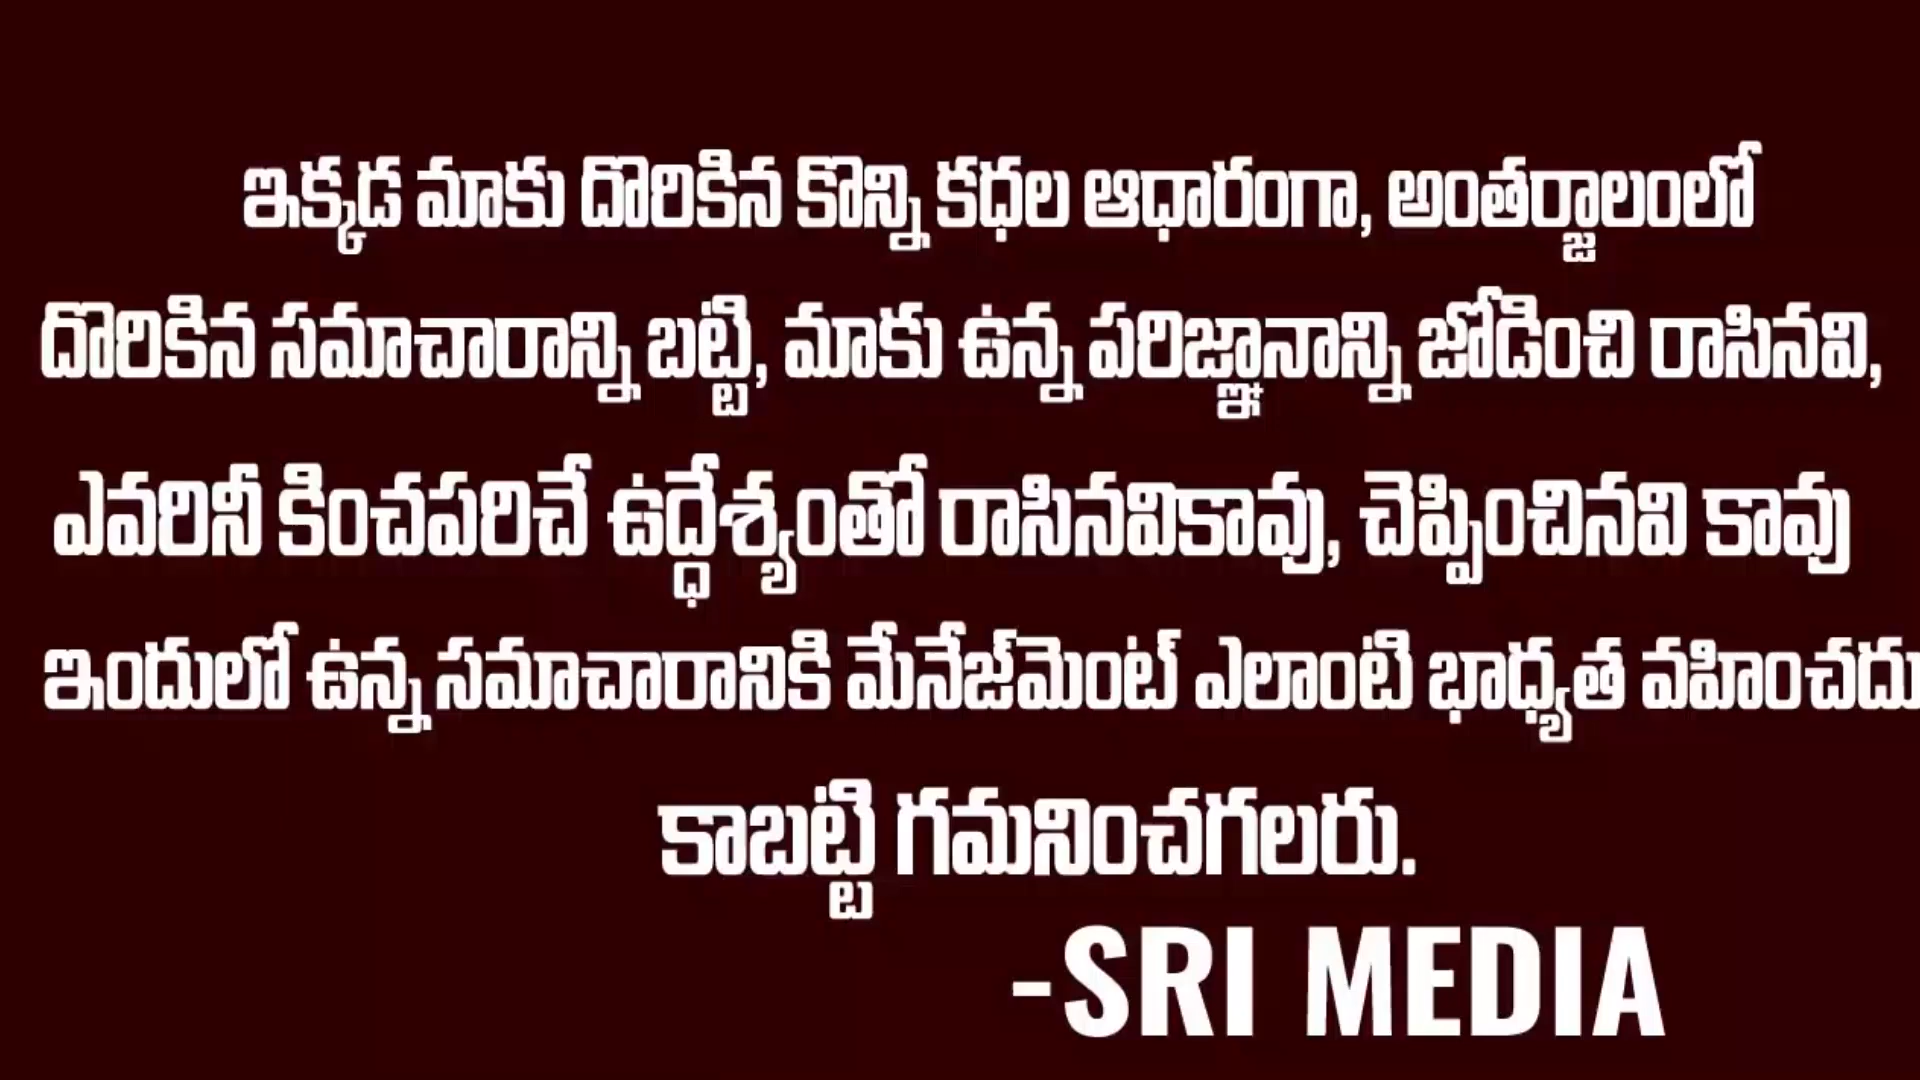 ఇక్కడ మాకు దొరికిన కొన్ని కధల ఆధారంగా, అంతర్జాలంలో
దొరికిన సమాచారాన్ని బట్టి, మాకు ఉన్న పరిజ్ఞానాన్ని జోడించి రాసినవి,
ఎవరినీ కించపరిచే ఉద్ధేశ్యంతో రాసినవికావు, చెప్పించినవి కావు
ఇందులో ఉన్న సమాచారానికి మేనేజ్‌మెంట్ ఎలాంటి భాధ్యత వహించదు
కాబట్టి గమనించగలరు.
-SRI MEDIA